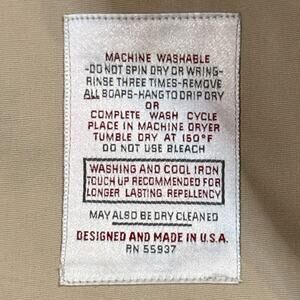 MACHINE WASHABLE
-DO NOT SPIN DRY OR WRING-
RINSE THREE TIMES-REMOVE
ALL SOAPS-HANG TO DRIP DRY
OR
COMPLETE WASH CYCLE
PLACE IN MACHINE DRYER
TUMBLE DRY AT 150°F
DO NOT USE BLEACH
WASHING AND COOL IRON
TOUCH UP RECOMMENDED FOR
LONGER LASTING REPELLENCY
MAY ALSO BE DRY CLEANED
DESIGNED AND MADE IN U.S.A.
RN 55937